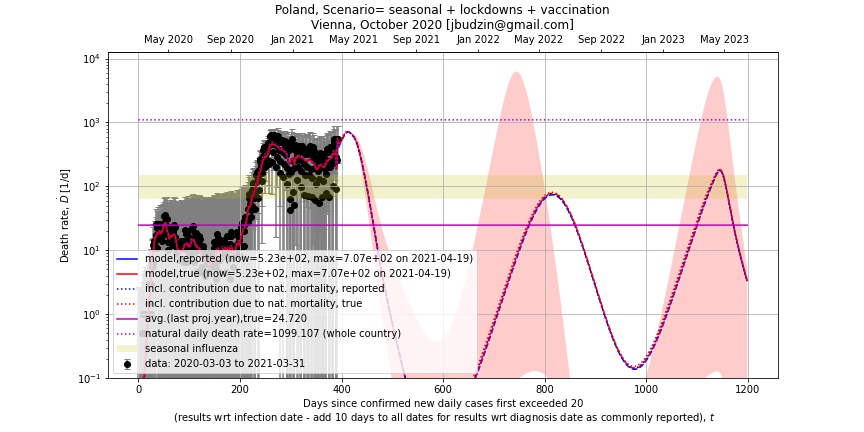 Poland, Scenario= seasonal + lockdowns + vaccination
Vienna, October 2020 [jbudzin@gmail.com]
May 2020 Sep 2020 Jan 2021 May 2021 Sep 2021 Jan 2022 May 2022 Sep 2022 Jan 2023 May 2023
10⁴
10³
10²
10¹
10⁰
10⁻¹
Death rate, D [1/d]
model,reported (now=5.23e+02, max=7.07e+02 on 2021-04-19)
model,true (now=5.23e+02, max=7.07e+02 on 2021-04-19)
incl. contribution due to nat. mortality, reported
incl. contribution due to nat. mortality, true
avg.(last proj.year),true=24.720
natural daily death rate=1099.107 (whole country)
seasonal influenza
data: 2020-03-03 to 2021-03-31
0 200 400 600 800 1000 1200
Days since confirmed new daily cases first exceeded 20
(results wrt infection date - add 10 days to all dates for results wrt diagnosis date as commonly reported), t